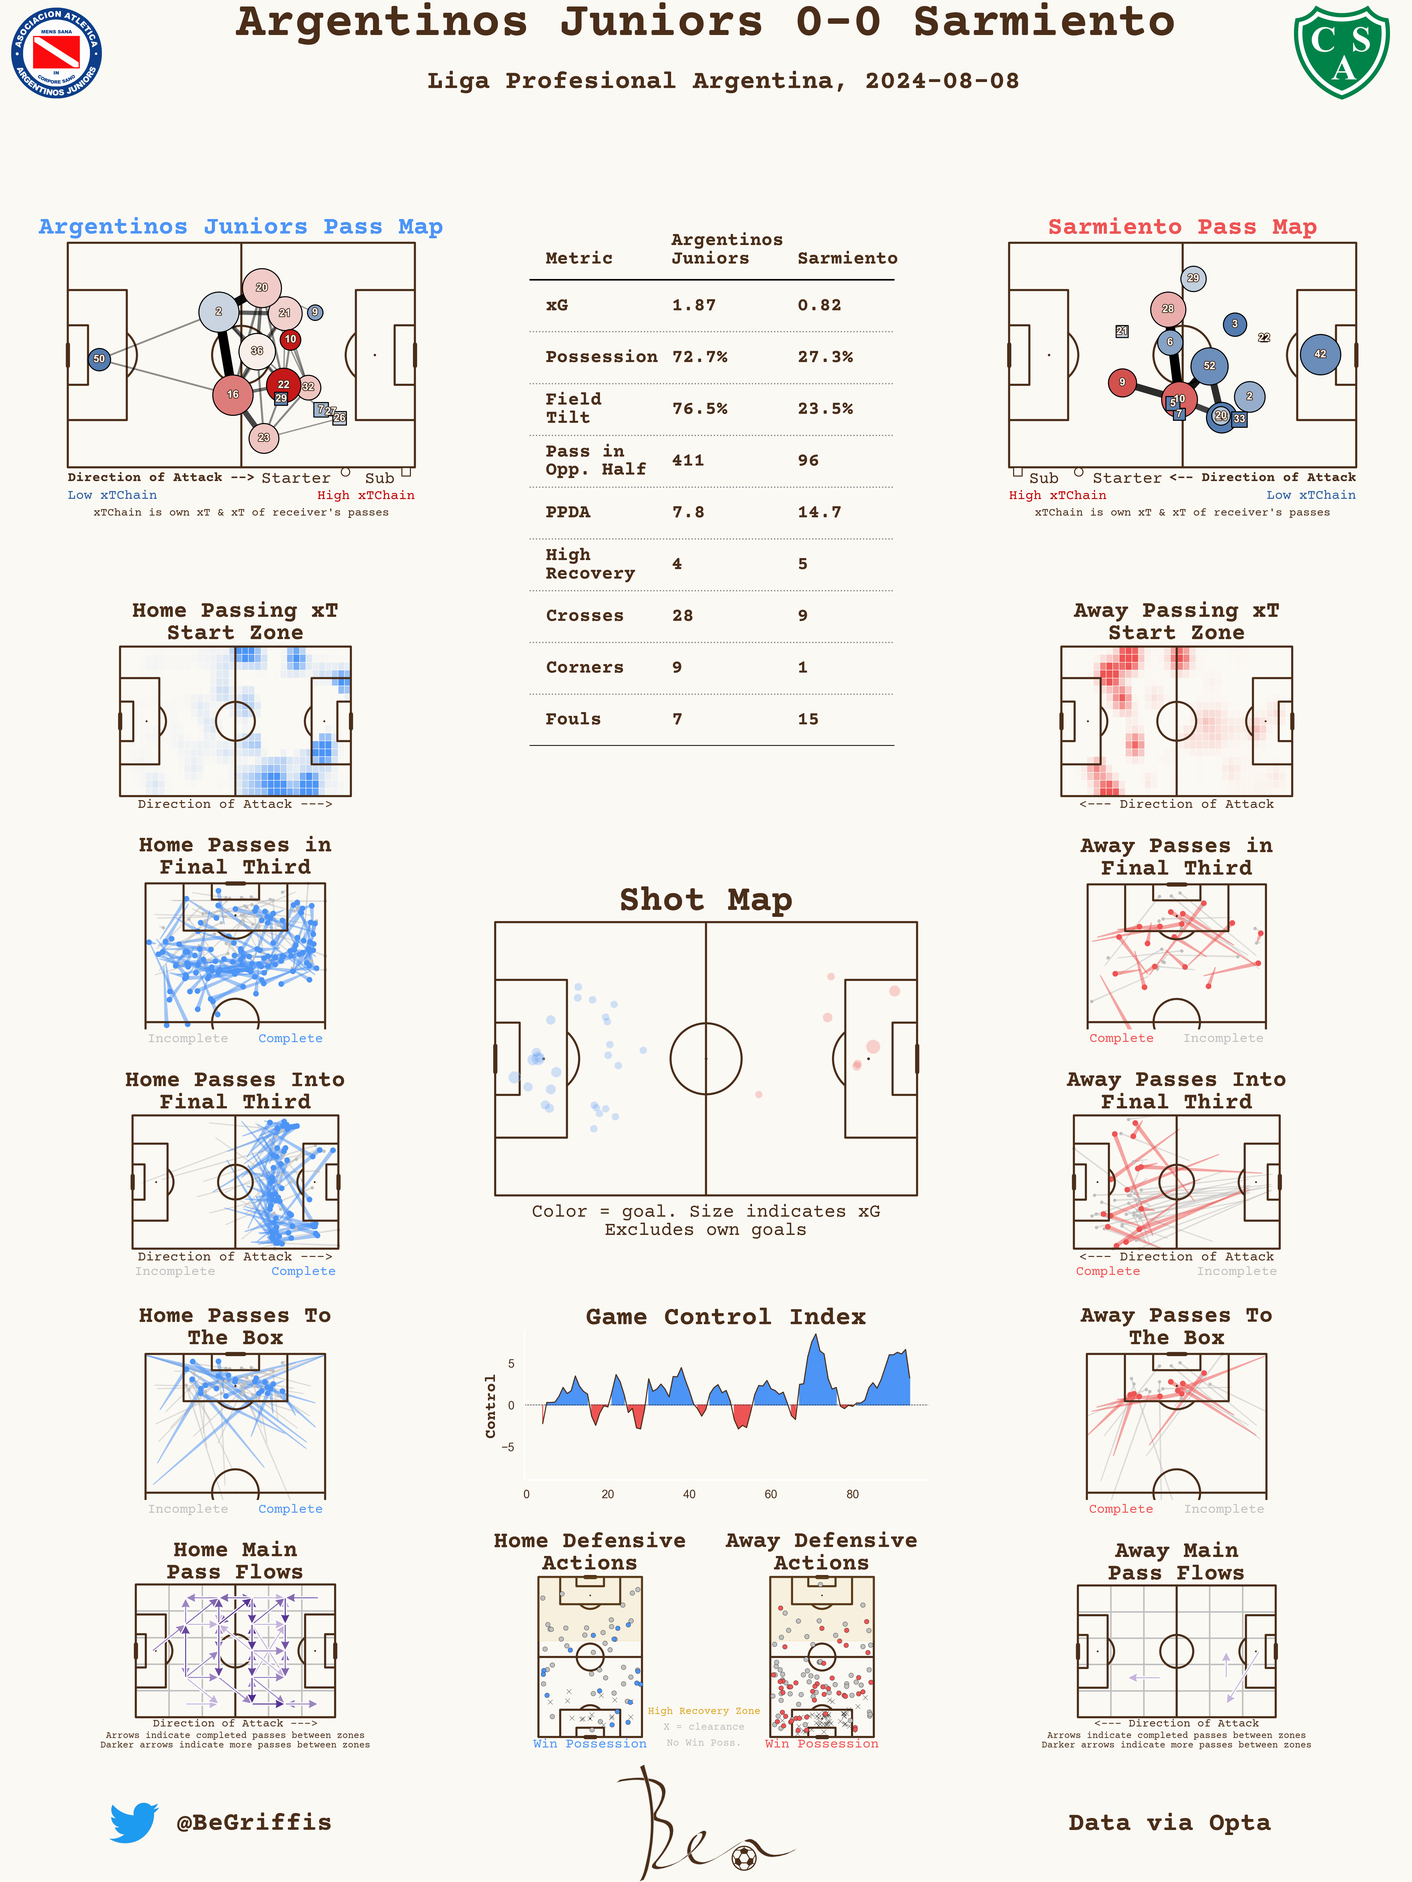 Argentinos Juniors 0-0 Sarmiento
Liga Profesional Argentina, 2024-08-08
ASOCIACION ATLETICA
MENS SANA
IN
CORPORE SANO
ARGENTINOS JUNIORS
C S
A
Argentinos Juniors Pass Map
50
2
20
21
9
10
36
16
22
32
29
7
27
26
23
Direction of Attack --> Starter Sub
Low xTChain High xTChain
xTChain is own xT & xT of receiver's passes
Metric Argentinos Juniors Sarmiento
xG 1.87 0.82
Possession 72.7% 27.3%
Field Tilt 76.5% 23.5%
Pass in Opp. Half 411 96
PPDA 7.8 14.7
High Recovery 4 5
Crosses 28 9
Corners 9 1
Fouls 7 15
Sarmiento Pass Map
29
28
21
6
3
22
42
52
9
10
5
7
20
33
2
Sub Starter <-- Direction of Attack
High xTChain Low xTChain
xTChain is own xT & xT of receiver's passes
Home Passing xT
Start Zone
Direction of Attack --->
Away Passing xT
Start Zone
<--- Direction of Attack
Home Passes in
Final Third
Incomplete Complete
Away Passes in
Final Third
Complete Incomplete
Shot Map
Color = goal. Size indicates xG
Excludes own goals
Home Passes Into
Final Third
Direction of Attack --->
Incomplete Complete
Away Passes Into
Final Third
<--- Direction of Attack
Complete Incomplete
Home Passes To
The Box
Incomplete Complete
Game Control Index
Control
5
0
−5
0 20 40 60 80
Away Passes To
The Box
Complete Incomplete
Home Main
Pass Flows
Direction of Attack --->
Arrows indicate completed passes between zones
Darker arrows indicate more passes between zones
Home Defensive
Actions
Win Possession
Away Defensive
Actions
Win Possession
High Recovery Zone
X = clearance
No Win Poss.
Away Main
Pass Flows
<--- Direction of Attack
Arrows indicate completed passes between zones
Darker arrows indicate more passes between zones
@BeGriffis
Ben
Data via Opta